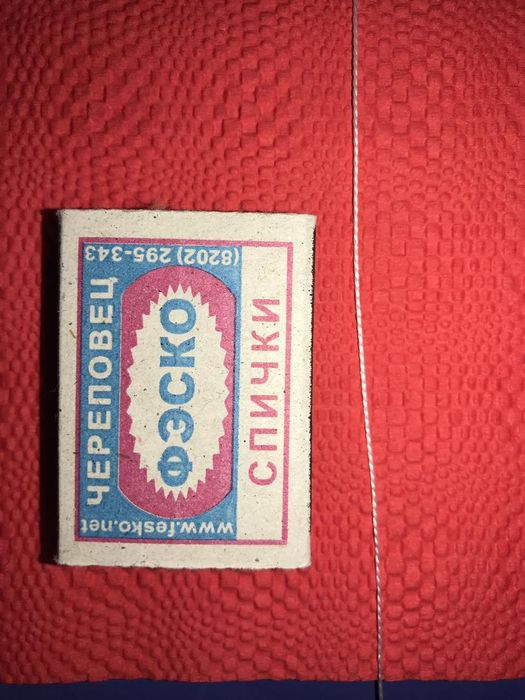 ЧЕРЕПОВЕЦ
www.fesko.net
ФЭСКО
(8202) 295-343
СПИЧКИ